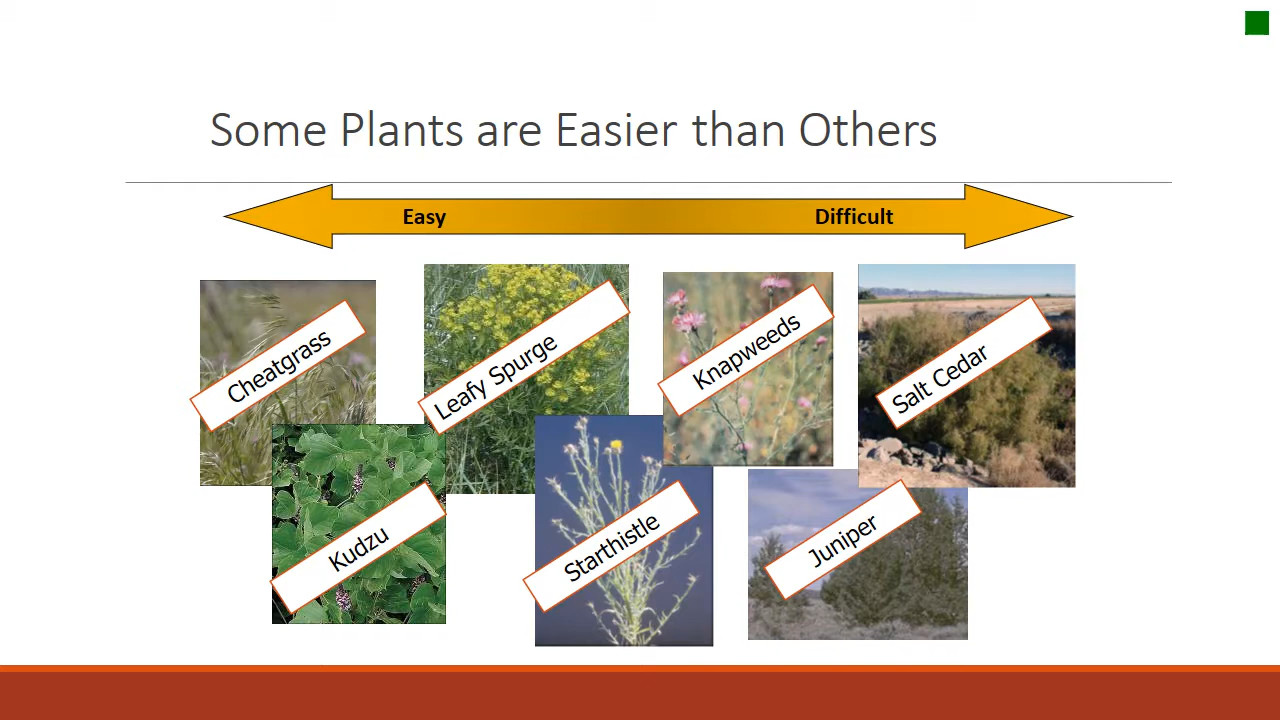 Some Plants are Easier than Others
Easy
Difficult
Cheatgrass
Leafy Spurge
Knapweeds
Salt Cedar
Kudzu
Starthistle
Juniper